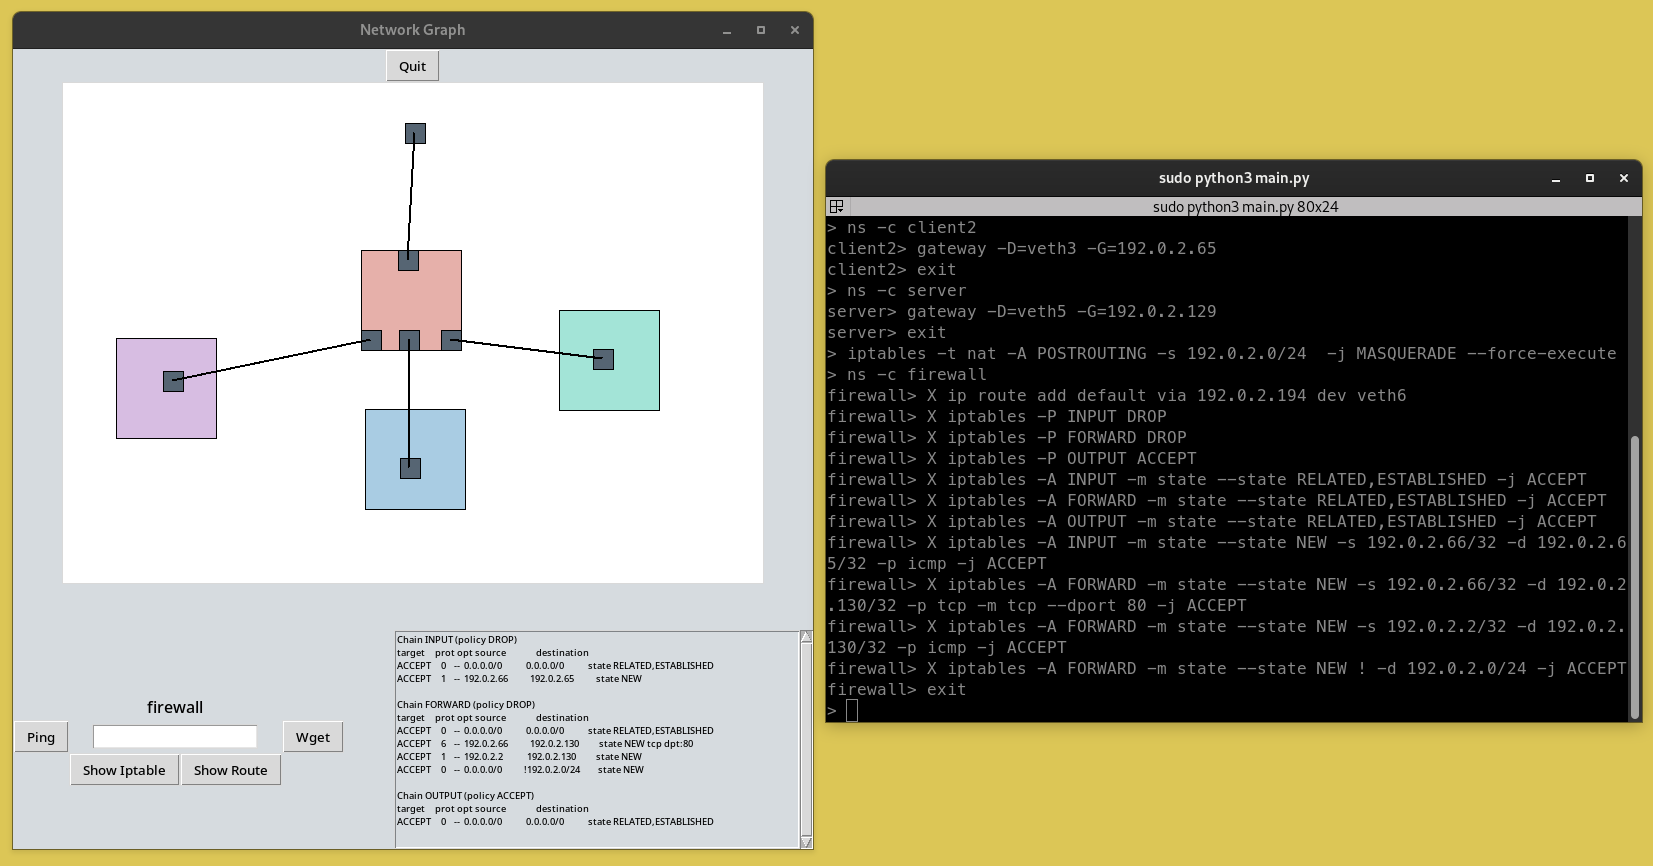 Network Graph
Quit
firewall
Ping
Wget
Show Iptable
Show Route
Chain INPUT (policy DROP)
target prot opt source destination
ACCEPT 0 -- 0.0.0.0/0 0.0.0.0/0 state RELATED,ESTABLISHED
ACCEPT 1 -- 192.0.2.66 192.0.2.65 state NEW
Chain FORWARD (policy DROP)
target prot opt source destination
ACCEPT 0 -- 0.0.0.0/0 0.0.0.0/0 state RELATED,ESTABLISHED
ACCEPT 6 -- 192.0.2.66 192.0.2.130 state NEW tcp dpt:80
ACCEPT 1 -- 192.0.2.2 192.0.2.130 state NEW
ACCEPT 0 -- 0.0.0.0/0 !192.0.2.0/24 state NEW
Chain OUTPUT (policy ACCEPT)
target prot opt source destination
ACCEPT 0 -- 0.0.0.0/0 0.0.0.0/0 state RELATED,ESTABLISHED
sudo python3 main.py
sudo python3 main.py 80x24
> ns -c client2
client2> gateway -D=veth3 -G=192.0.2.65
client2> exit
> ns -c server
server> gateway -D=veth5 -G=192.0.2.129
server> exit
> iptables -t nat -A POSTROUTING -s 192.0.2.0/24  -j MASQUERADE --force-execute
> ns -c firewall
firewall> X ip route add default via 192.0.2.194 dev veth6
firewall> X iptables -P INPUT DROP
firewall> X iptables -P FORWARD DROP
firewall> X iptables -P OUTPUT ACCEPT
firewall> X iptables -A INPUT -m state --state RELATED,ESTABLISHED -j ACCEPT
firewall> X iptables -A FORWARD -m state --state RELATED,ESTABLISHED -j ACCEPT
firewall> X iptables -A OUTPUT -m state --state RELATED,ESTABLISHED -j ACCEPT
firewall> X iptables -A INPUT -m state --state NEW -s 192.0.2.66/32 -d 192.0.2.6
5/32 -p icmp -j ACCEPT
firewall> X iptables -A FORWARD -m state --state NEW -s 192.0.2.66/32 -d 192.0.2
.130/32 -p tcp -m tcp --dport 80 -j ACCEPT
firewall> X iptables -A FORWARD -m state --state NEW -s 192.0.2.2/32 -d 192.0.2.
130/32 -p icmp -j ACCEPT
firewall> X iptables -A FORWARD -m state --state NEW ! -d 192.0.2.0/24 -j ACCEPT
firewall> exit
>